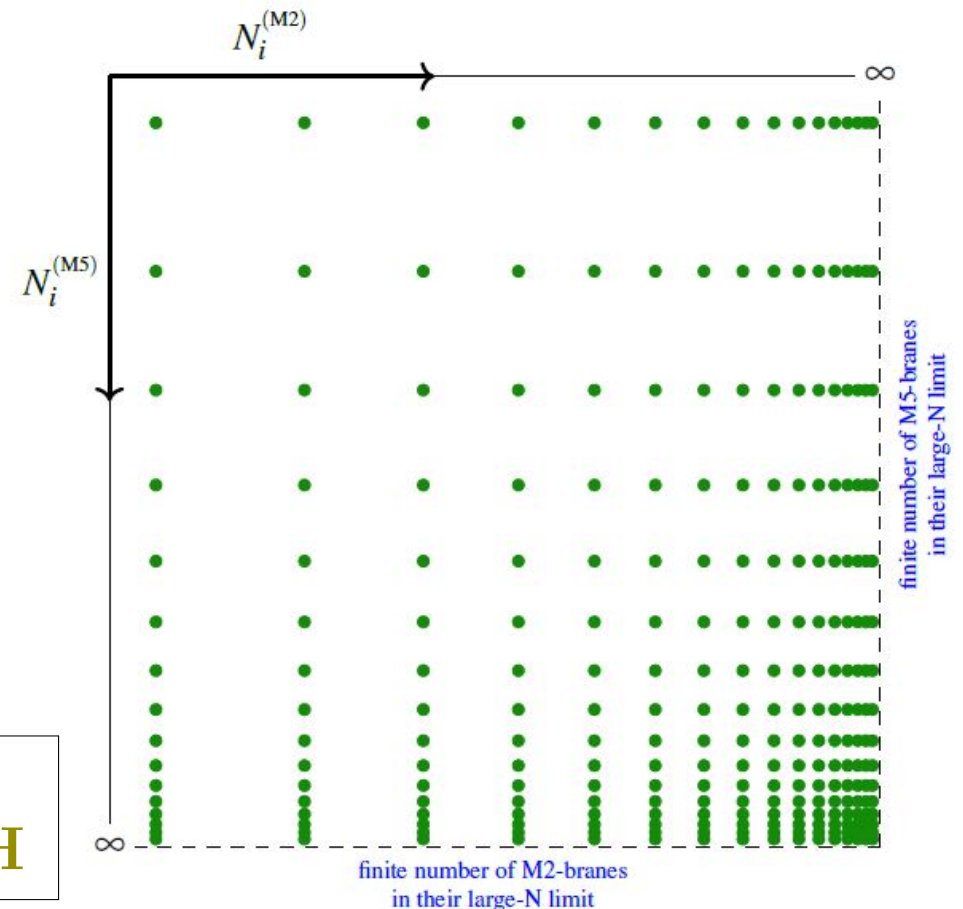 N_i^(M2)
∞
N_i^(M5)
finite number of M5-branes
in their large-N limit
H
∞
finite number of M2-branes
in their large-N limit